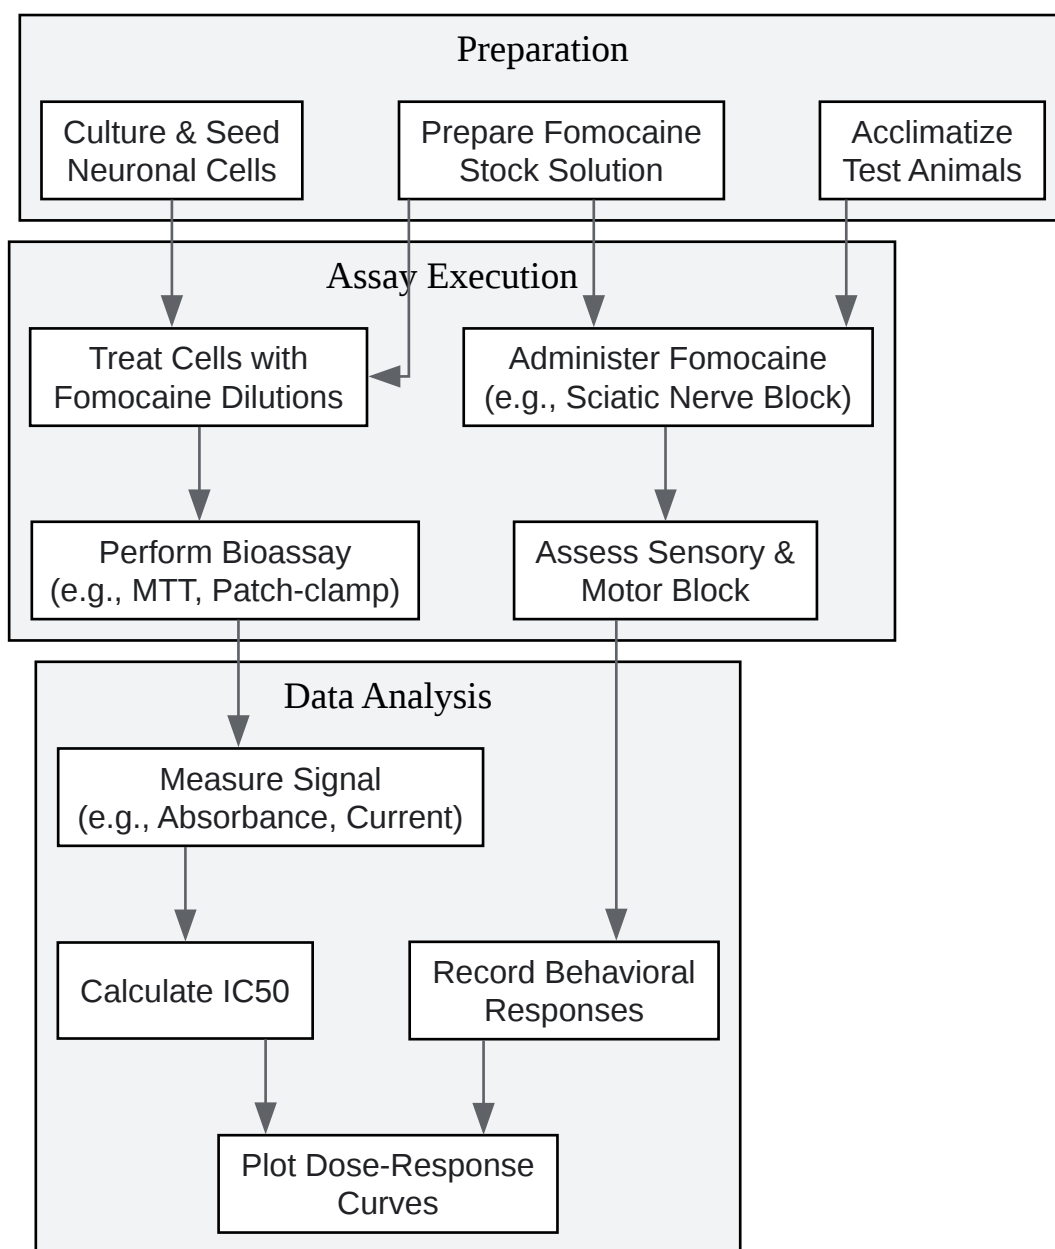 Preparation
Culture & Seed
Neuronal Cells
Prepare Fomocaine
Stock Solution
Acclimatize
Test Animals
Assay Execution
Treat Cells with
Fomocaine Dilutions
Administer Fomocaine
(e.g., Sciatic Nerve Block)
Perform Bioassay
(e.g., MTT, Patch-clamp)
Assess Sensory &
Motor Block
Data Analysis
Measure Signal
(e.g., Absorbance, Current)
Calculate IC50
Record Behavioral
Responses
Plot Dose-Response
Curves